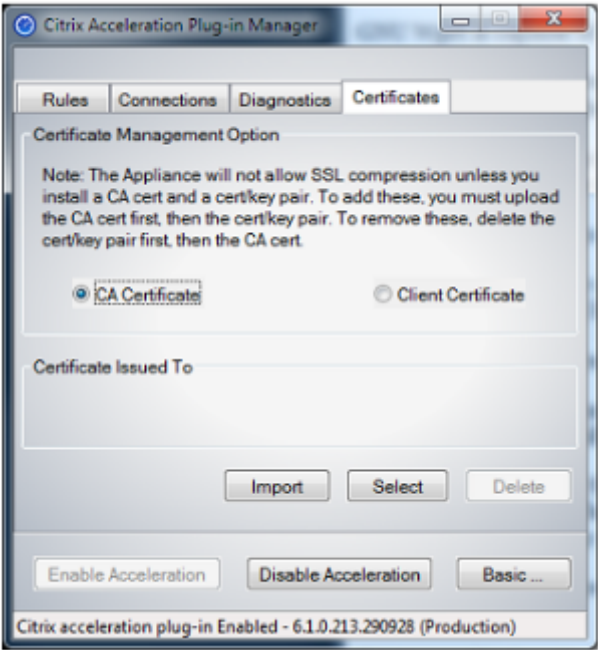 Citrix Acceleration Plug-in Manager
Rules Connections Diagnostics Certificates
Certificate Management Option
Note: The Appliance will not allow SSL compression unless you
install a CA cert and a cert/key pair. To add these, you must upload
the CA cert first, then the cert/key pair. To remove these, delete the
cert/key pair first, then the CA cert.
CA Certificate Client Certificate
Certificate Issued To
Import Select Delete
Enable Acceleration Disable Acceleration Basic ...
Citrix acceleration plug-in Enabled - 6.1.0.213.290928 (Production)